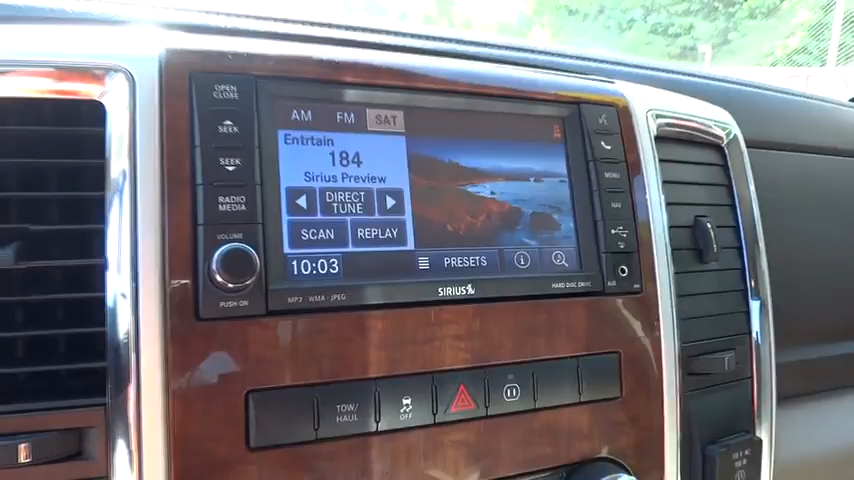 OPEN
CLOSE
SEEK
SEEK
RADIO
MEDIA
VOLUME
PUSH ON
AM FM SAT
Entrtain
184
Sirius Preview
DIRECT
TUNE
SCAN REPLAY
10:03
PRESETS
MENU
NAV
AUX
MP3 WMA JPEG
SIRIUS
HARD DISC DRIVE
TOW/
HAUL
OFF